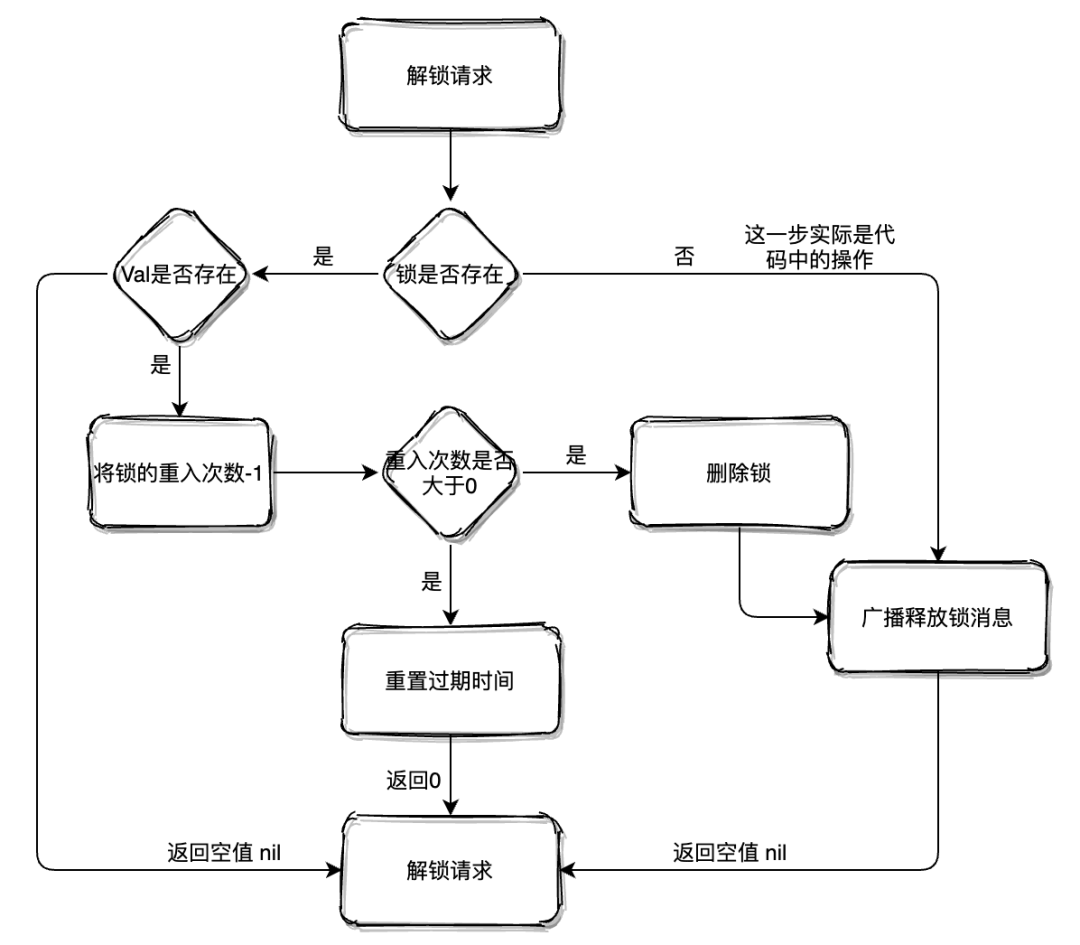 解锁请求
这一步实际是代
码中的操作
Val是否存在
是
锁是否存在
否
是
将锁的重入次数-1
重入次数是否
大于0
是
删除锁
是
广播释放锁消息
重置过期时间
返回0
返回空值 nil
解锁请求
返回空值 nil